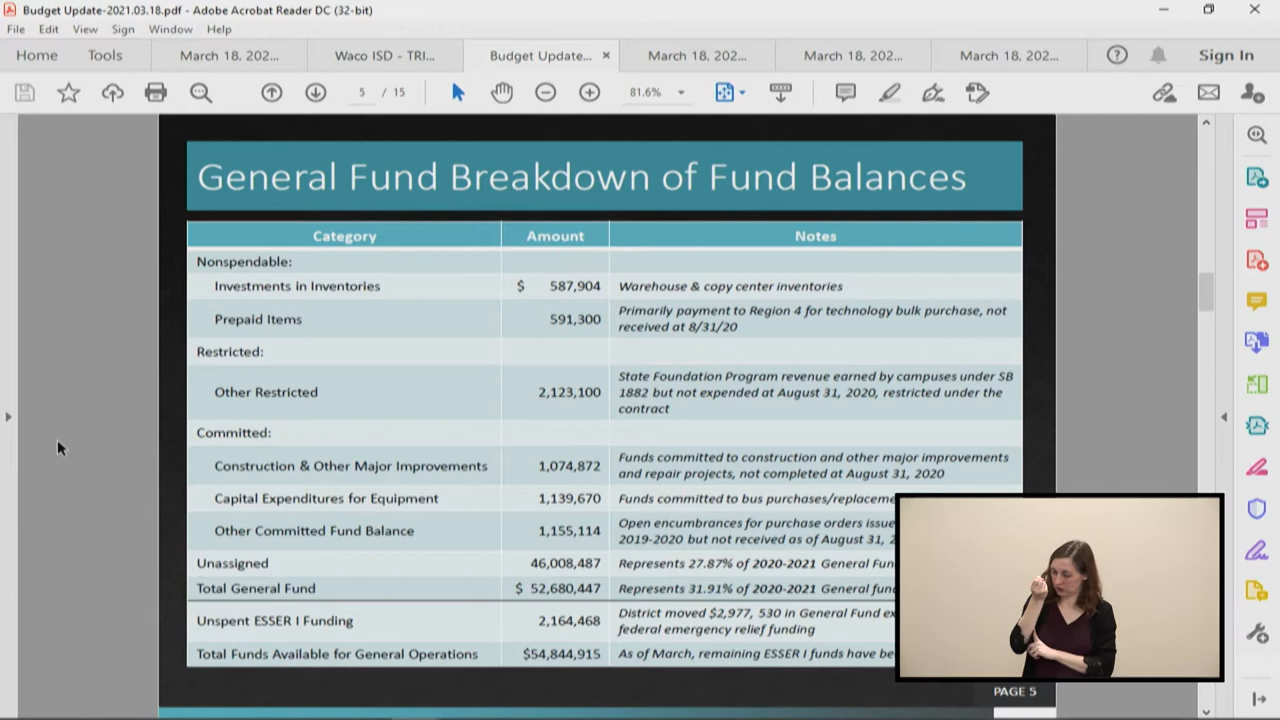 Budget Update-2021.03.18.pdf - Adobe Acrobat Reader DC (32-bit)
File Edit View Sign Window Help
Home Tools March 18, 202... Waco ISD - TRI... Budget Update... × March 18, 202... March 18, 202... March 18, 202... Sign In
5 / 15 81.6%
General Fund Breakdown of Fund Balances
Category Amount Notes
Nonspendable:
Investments in Inventories $ 587,904 Warehouse & copy center inventories
Prepaid Items 591,300 Primarily payment to Region 4 for technology bulk purchase, not
received at 8/31/20
Restricted:
Other Restricted 2,123,100 State Foundation Program revenue earned by campuses under SB
1882 but not expended at August 31, 2020, restricted under the
contract
Committed:
Construction & Other Major Improvements 1,074,872 Funds committed to construction and other major improvements
and repair projects, not completed at August 31, 2020
Capital Expenditures for Equipment 1,139,670 Funds committed to bus purchases/replaceme
Other Committed Fund Balance 1,155,114 Open encumbrances for purchase orders issue
2019-2020 but not received as of August 31, 2
Unassigned 46,008,487 Represents 27.87% of 2020-2021 General Fun
Total General Fund $ 52,680,447 Represents 31.91% of 2020-2021 General fun
Unspent ESSER I Funding 2,164,468 District moved $2,977, 530 in General Fund ex
federal emergency relief funding
Total Funds Available for General Operations $54,844,915 As of March, remaining ESSER I funds have be
PAGE 5